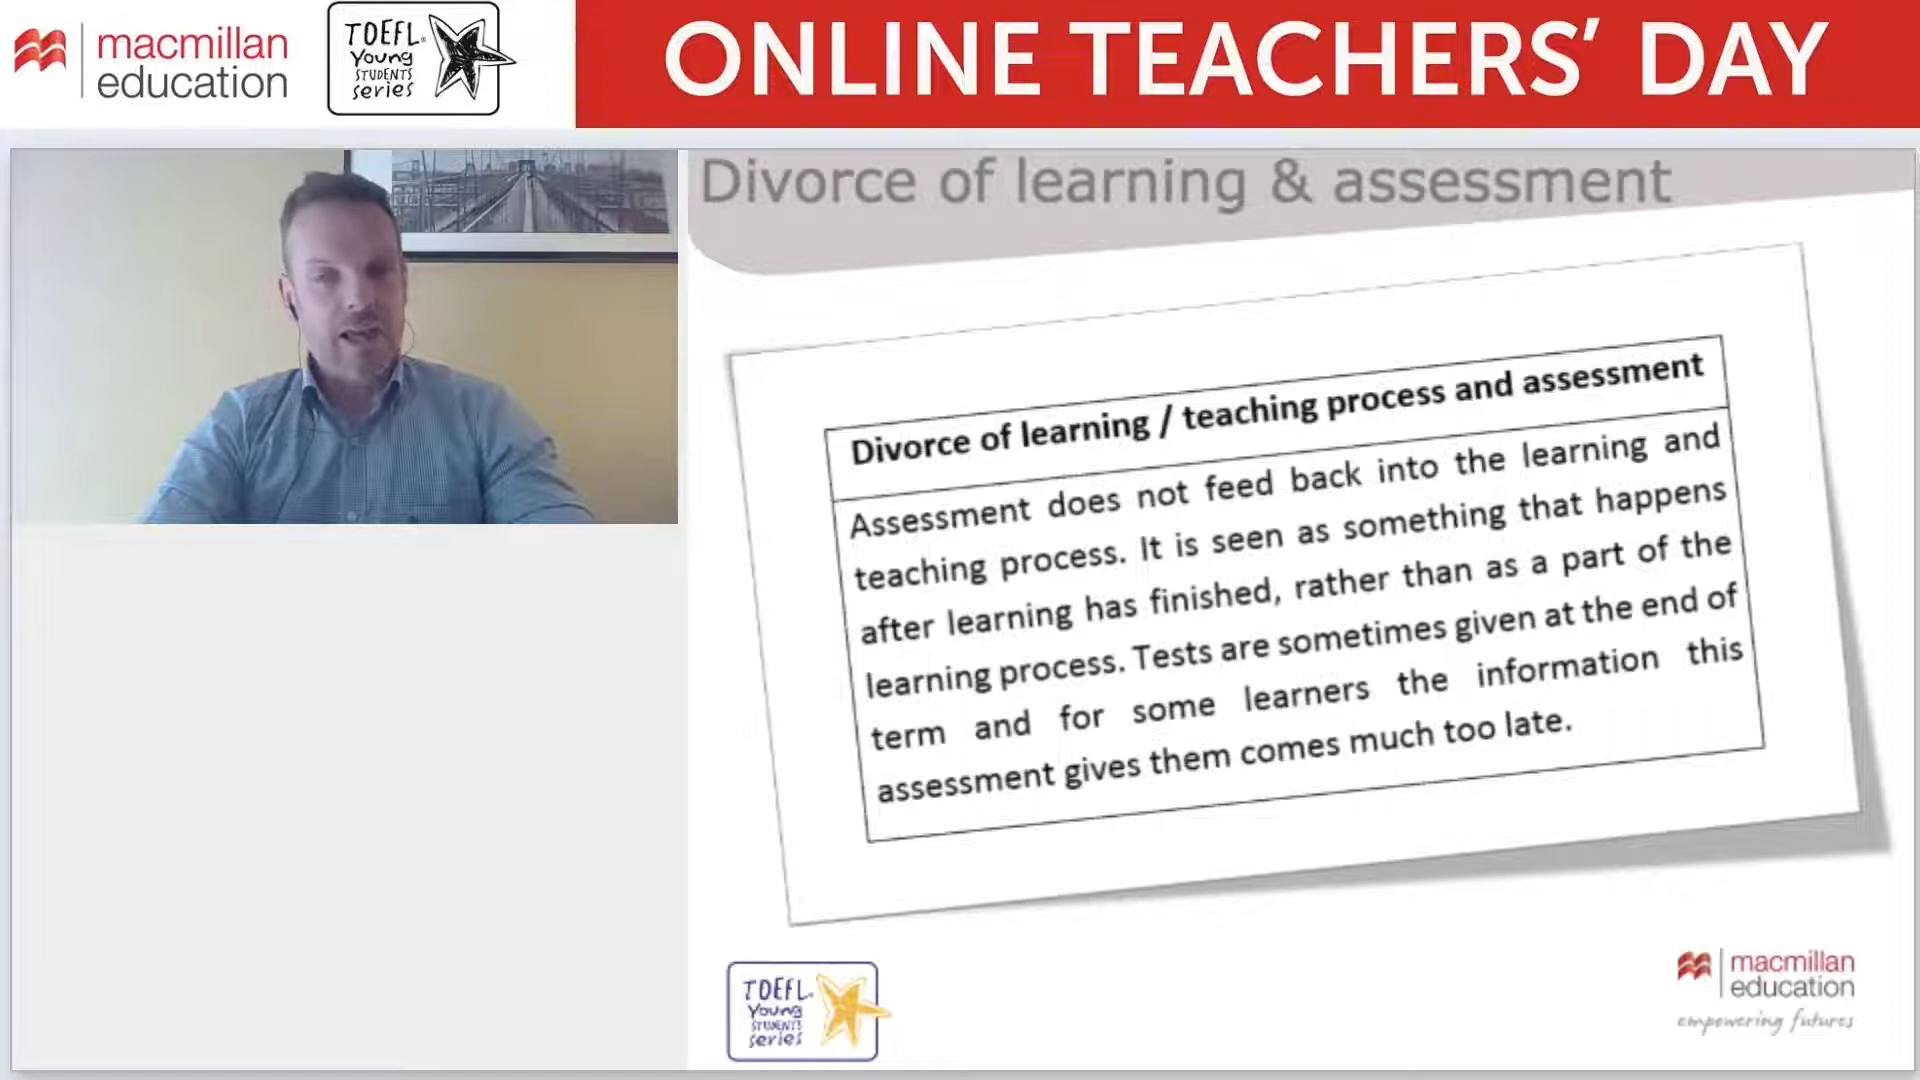 macmillan
education
TOEFL®
Young
STUDENTS
series
ONLINE TEACHERS’ DAY
Divorce of learning & assessment
Divorce of learning / teaching process and assessment
Assessment does not feed back into the learning and
teaching process. It is seen as something that happens
after learning has finished, rather than as a part of the
learning process. Tests are sometimes given at the end of
term and for some learners the information this
assessment gives them comes much too late.
TOEFL®
Young
STUDENTS
series
macmillan
education
empowering futures